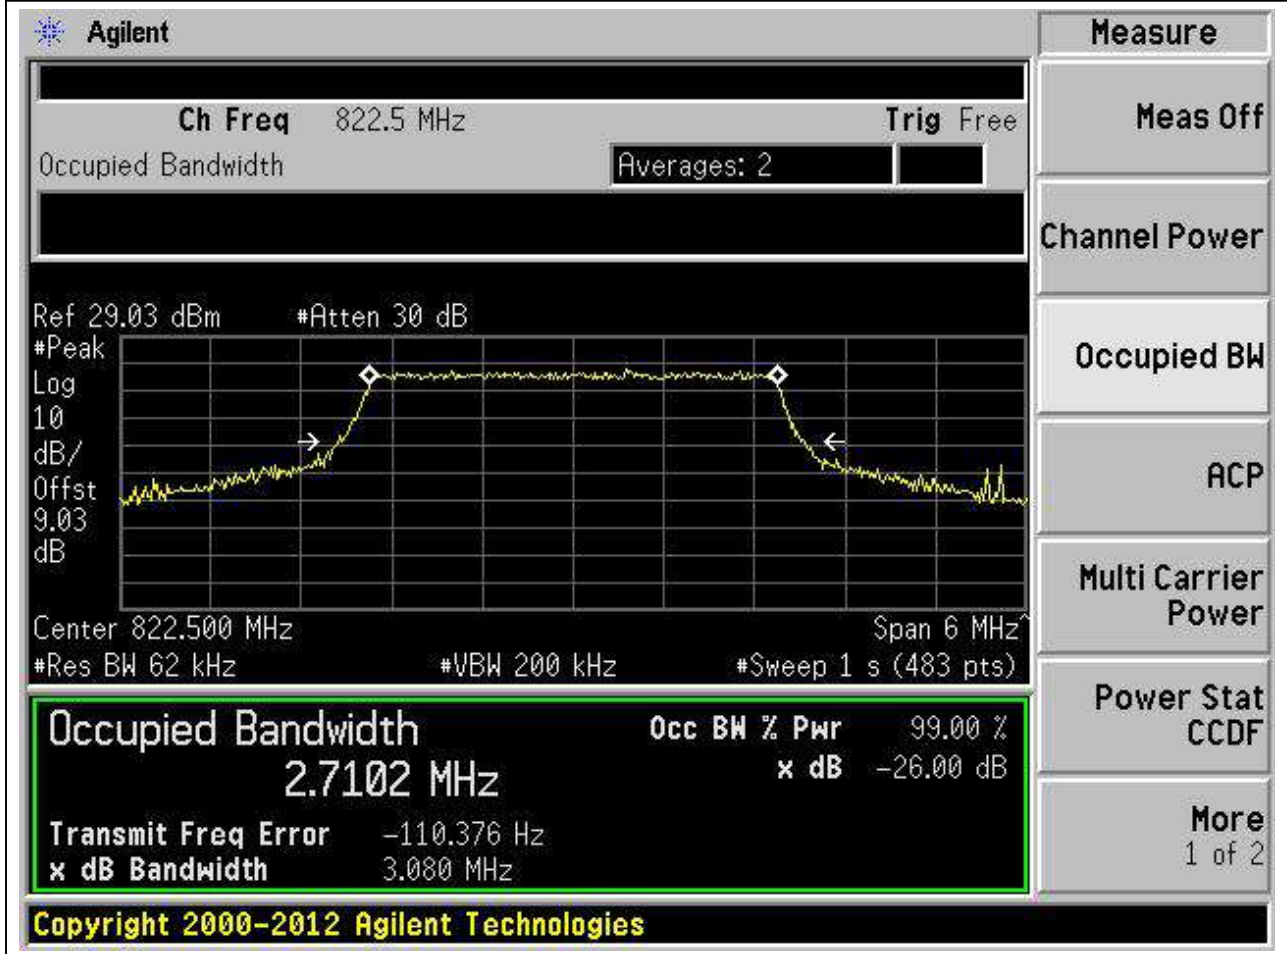 Agilent
Measure
Ch Freq 822.5 MHz Trig Free
Occupied Bandwidth Averages: 2
Ref 29.03 dBm #Atten 30 dB
#Peak
Log
10
dB/
Offst
9.03
dB
Center 822.500 MHz Span 6 MHz^
#Res BW 62 kHz #VBW 200 kHz #Sweep 1 s (483 pts)
Occupied Bandwidth Occ BW % Pwr 99.00 %
2.7102 MHz x dB -26.00 dB
Transmit Freq Error -110.376 Hz
x dB Bandwidth 3.080 MHz
Meas Off
Channel Power
Occupied BW
ACP
Multi Carrier
Power
Power Stat
CCDF
More
1 of 2
Copyright 2000-2012 Agilent Technologies